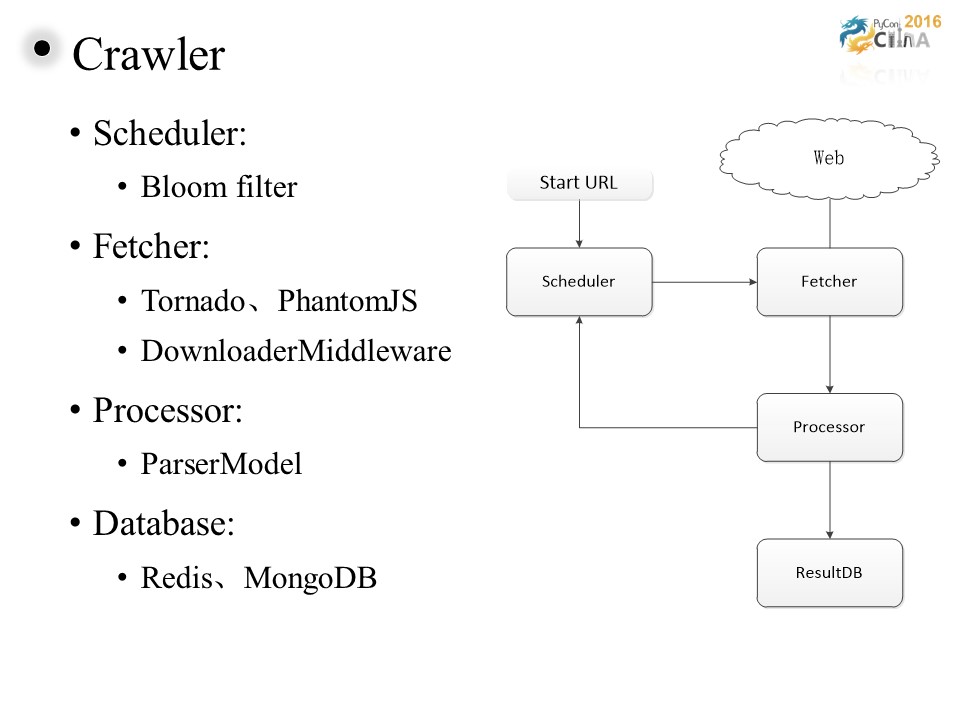 Crawler
PyCon 2016
China
• Scheduler:
• Bloom filter
• Fetcher:
• Tornado、PhantomJS
• DownloaderMiddleware
• Processor:
• ParserModel
• Database:
• Redis、MongoDB
Web
Start URL
Scheduler
Fetcher
Processor
ResultDB